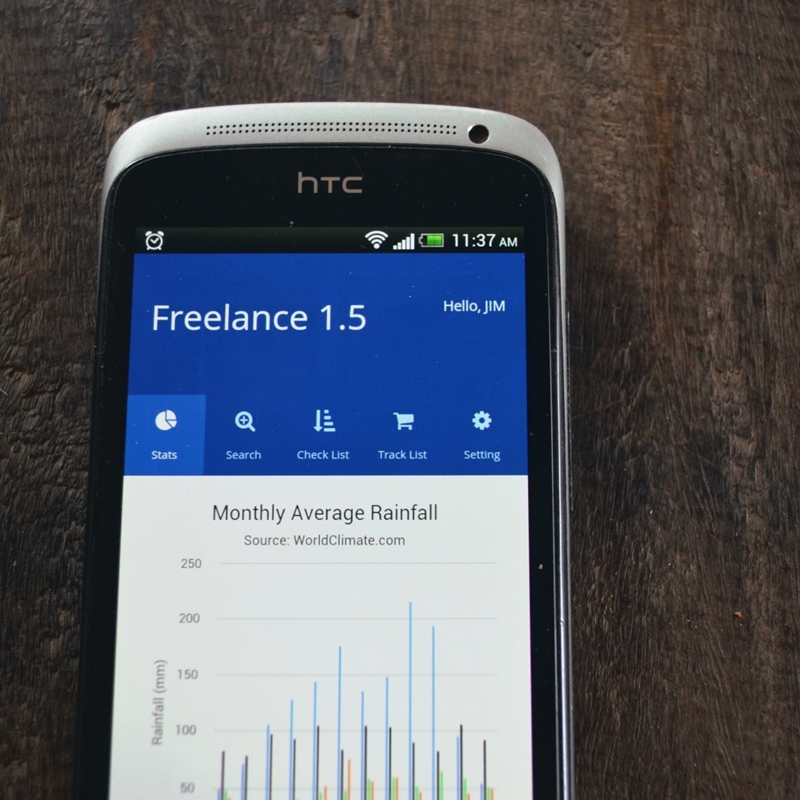 hTC
11:37 AM
Freelance 1.5
Hello, JIM
Stats
Search
Check List
Track List
Setting
Monthly Average Rainfall
Source: WorldClimate.com
250
200
150
100
50
Rainfall (mm)